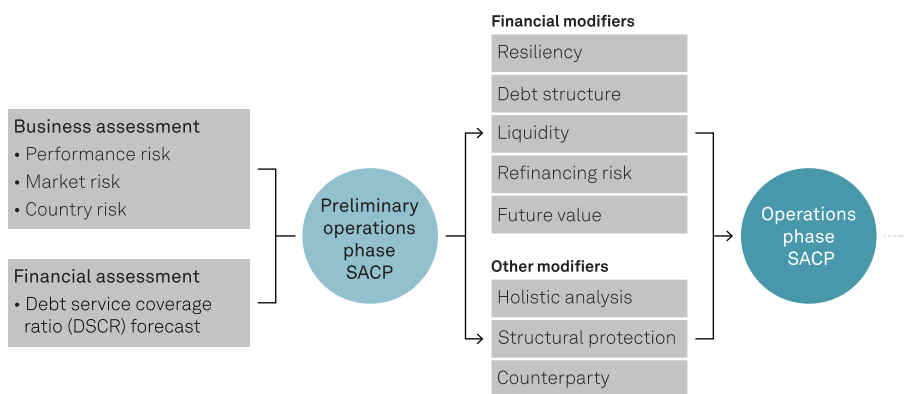 Business assessment
• Performance risk
• Market risk
• Country risk
Financial assessment
• Debt service coverage
ratio (DSCR) forecast
Preliminary
operations
phase
SACP
Financial modifiers
Resiliency
Debt structure
Liquidity
Refinancing risk
Future value
Other modifiers
Holistic analysis
Structural protection
Counterparty
Operations
phase
SACP